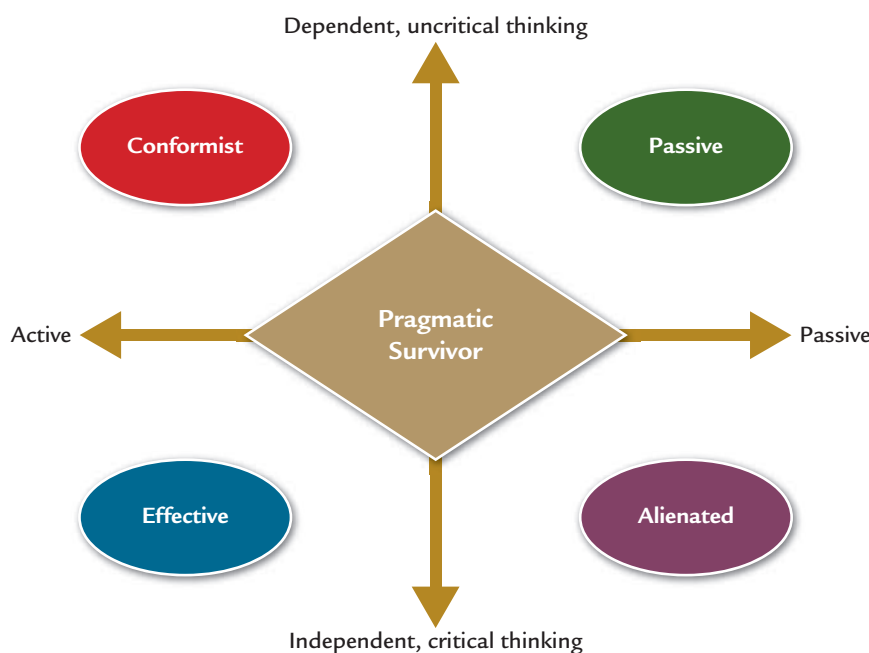 Dependent, uncritical thinking
Conformist
Passive
Active
Pragmatic
Survivor
Passive
Effective
Alienated
Independent, critical thinking